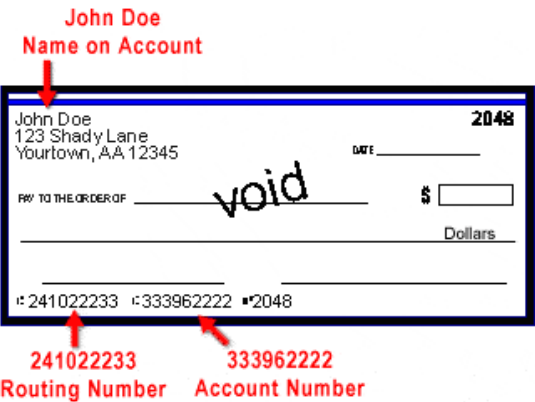 John Doe
Name on Account
John Doe
2048
123 Shady Lane
Yourtown, AA 12345
DATE
PAY TO THE ORDER OF
void
$
Dollars
⑆241022233 ⑆333962222 ⑈2048
241022233
333962222
Routing Number
Account Number